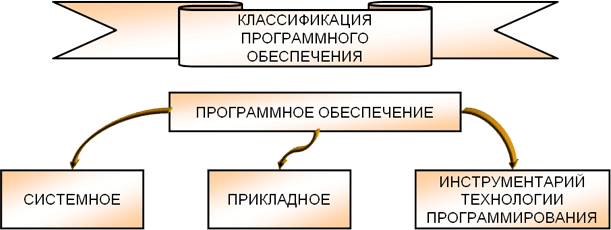 КЛАССИФИКАЦИЯ
ПРОГРАММНОГО
ОБЕСПЕЧЕНИЯ
ПРОГРАММНОЕ ОБЕСПЕЧЕНИЕ
СИСТЕМНОЕ
ПРИКЛАДНОЕ
ИНСТРУМЕНТАРИЙ
ТЕХНОЛОГИИ
ПРОГРАММИРОВАНИЯ